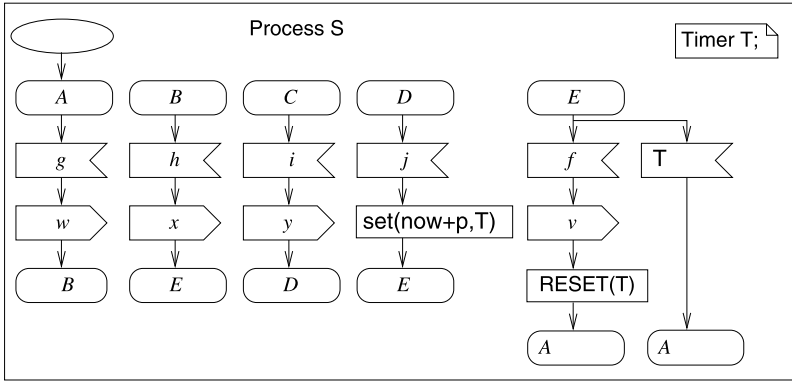 Process S
Timer T;
A B C D E
g h i j f T
w x y set(now+p,T) v
B E D E RESET(T)
A A